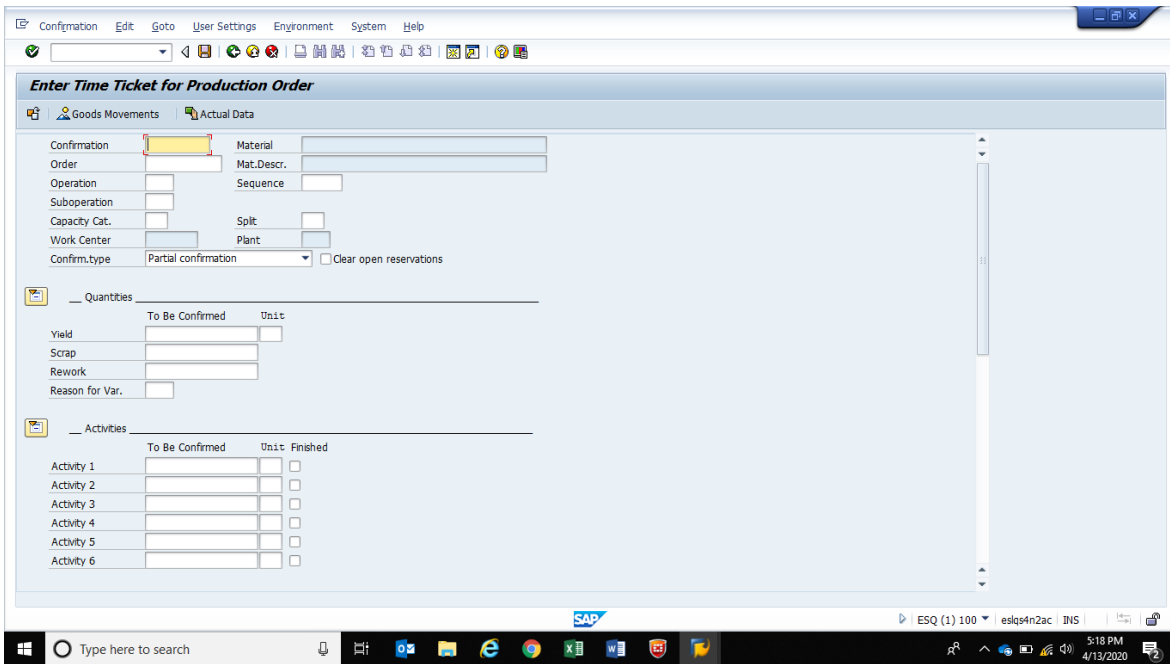 Confirmation Edit Goto User Settings Environment System Help
Enter Time Ticket for Production Order
Goods Movements Actual Data
Confirmation Material
Order Mat.Descr.
Operation Sequence
Suboperation
Capacity Cat. Split
Work Center Plant
Confirm.type Partial confirmation Clear open reservations
Quantities
To Be Confirmed Unit
Yield
Scrap
Rework
Reason for Var.
Activities
To Be Confirmed Unit Finished
Activity 1
Activity 2
Activity 3
Activity 4
Activity 5
Activity 6
SAP
ESQ (1) 100 eslqs4n2ac INS
Type here to search
5:18 PM
4/13/2020
2